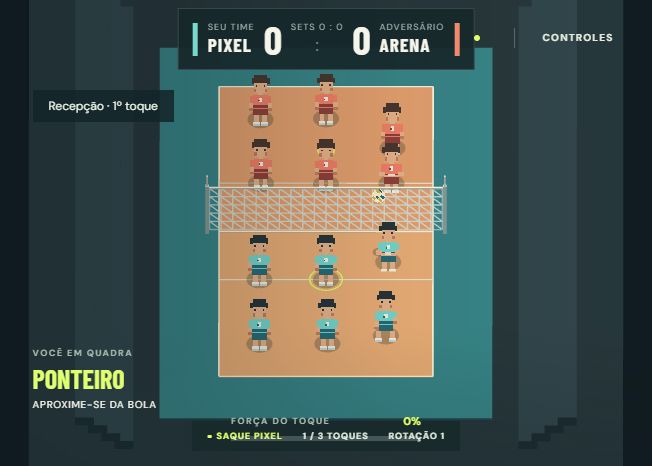 SEU TIME
PIXEL 0
SETS 0 : 0
:
ADVERSÁRIO
0 ARENA
CONTROLES
Recepção · 1º toque
VOCÊ EM QUADRA
PONTEIRO
APROXIME-SE DA BOLA
FORÇA DO TOQUE 0%
SAQUE PIXEL 1 / 3 TOQUES ROTAÇÃO 1